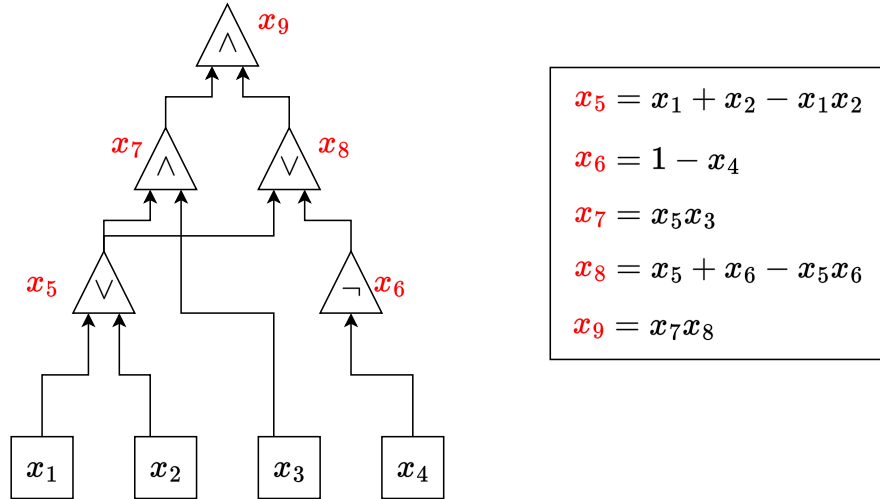 x₉
∧
x₇
∧
∨
x₈
x₅
∨
¬
x₆
x₁
x₂
x₃
x₄
x₅ = x₁ + x₂ − x₁x₂
x₆ = 1 − x₄
x₇ = x₅x₃
x₈ = x₅ + x₆ − x₅x₆
x₉ = x₇x₈